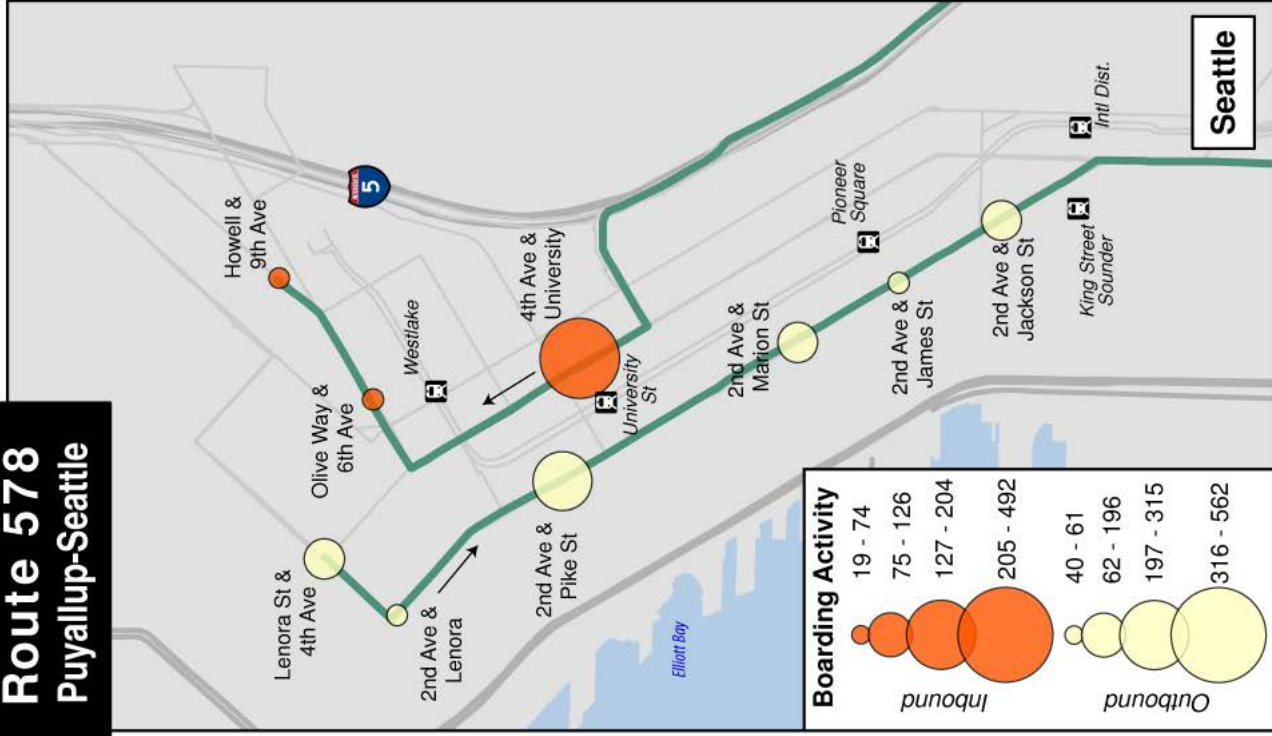 Route 578
Puyallup-Seattle
Howell &
9th Ave
INTERSTATE
5
Olive Way &
6th Ave
Westlake
4th Ave &
University
University
St
Lenora St &
4th Ave
2nd Ave &
Lenora
2nd Ave &
Pike St
2nd Ave &
Marion St
Pioneer
Square
2nd Ave &
James St
2nd Ave &
Jackson St
King Street
Sounder
Intl Dist.
Seattle
Elliott Bay
Boarding Activity
Inbound
19 - 74
75 - 126
127 - 204
205 - 492
Outbound
40 - 61
62 - 196
197 - 315
316 - 562